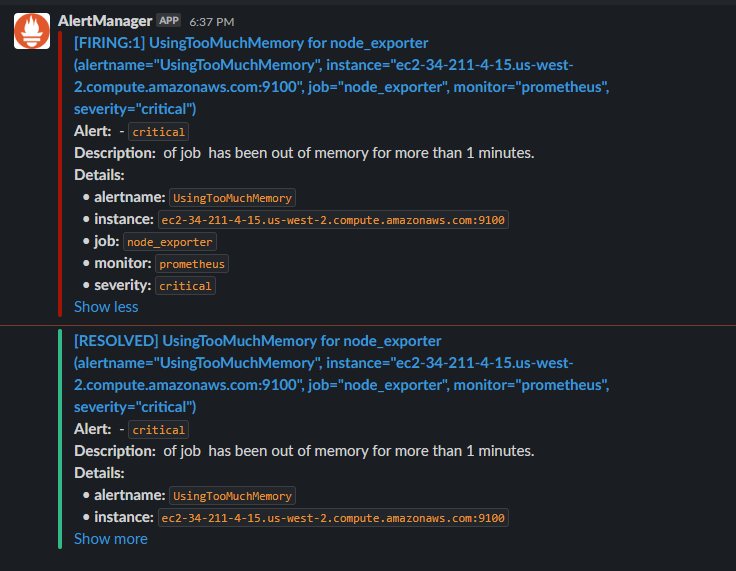 AlertManager APP 6:37 PM
[FIRING:1] UsingTooMuchMemory for node_exporter
(alertname="UsingTooMuchMemory", instance="ec2-34-211-4-15.us-west-
2.compute.amazonaws.com:9100", job="node_exporter", monitor="prometheus",
severity="critical")
Alert: - critical
Description: of job has been out of memory for more than 1 minutes.
Details:
• alertname: UsingTooMuchMemory
• instance: ec2-34-211-4-15.us-west-2.compute.amazonaws.com:9100
• job: node_exporter
• monitor: prometheus
• severity: critical
Show less
[RESOLVED] UsingTooMuchMemory for node_exporter
(alertname="UsingTooMuchMemory", instance="ec2-34-211-4-15.us-west-
2.compute.amazonaws.com:9100", job="node_exporter", monitor="prometheus",
severity="critical")
Alert: - critical
Description: of job has been out of memory for more than 1 minutes.
Details:
• alertname: UsingTooMuchMemory
• instance: ec2-34-211-4-15.us-west-2.compute.amazonaws.com:9100
Show more